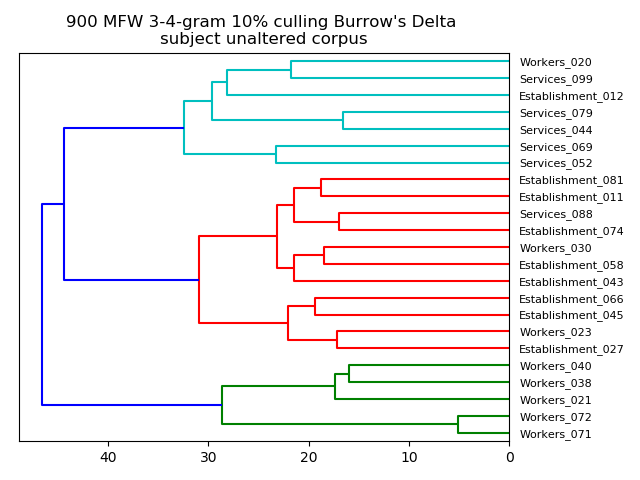 900 MFW 3-4-gram 10% culling Burrow's Delta
subject unaltered corpus
Workers_020
Services_099
Establishment_012
Services_079
Services_044
Services_069
Services_052
Establishment_081
Establishment_011
Services_088
Establishment_074
Workers_030
Establishment_058
Establishment_043
Establishment_066
Establishment_045
Workers_023
Establishment_027
Workers_040
Workers_038
Workers_021
Workers_072
Workers_071
40 30 20 10 0